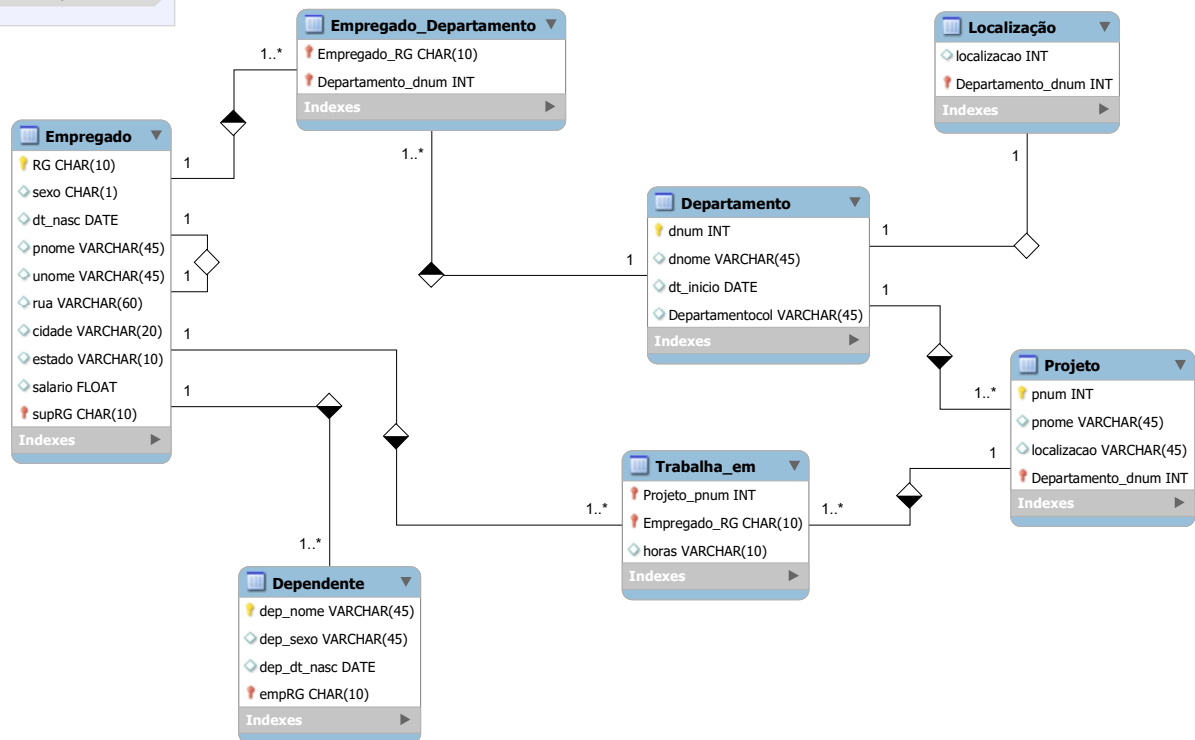 Empregado_Departamento
Empregado_RG CHAR(10)
Departamento_dnum INT
Indexes
Localização
localizacao INT
Departamento_dnum INT
Indexes
1..*
1
Empregado
RG CHAR(10)
sexo CHAR(1)
dt_nasc DATE
pnome VARCHAR(45)
unome VARCHAR(45)
rua VARCHAR(60)
cidade VARCHAR(20)
estado VARCHAR(10)
salario FLOAT
supRG CHAR(10)
Indexes
1
1
1
1
1..*
1
Departamento
dnum INT
dnome VARCHAR(45)
dt_inicio DATE
Departamentocol VARCHAR(45)
Indexes
1
1
1
1..*
Projeto
pnum INT
pnome VARCHAR(45)
localizacao VARCHAR(45)
Departamento_dnum INT
Indexes
1
Trabalha_em
Projeto_pnum INT
Empregado_RG CHAR(10)
horas VARCHAR(10)
Indexes
1..*
1..*
1..*
Dependente
dep_nome VARCHAR(45)
dep_sexo VARCHAR(45)
dep_dt_nasc DATE
empRG CHAR(10)
Indexes